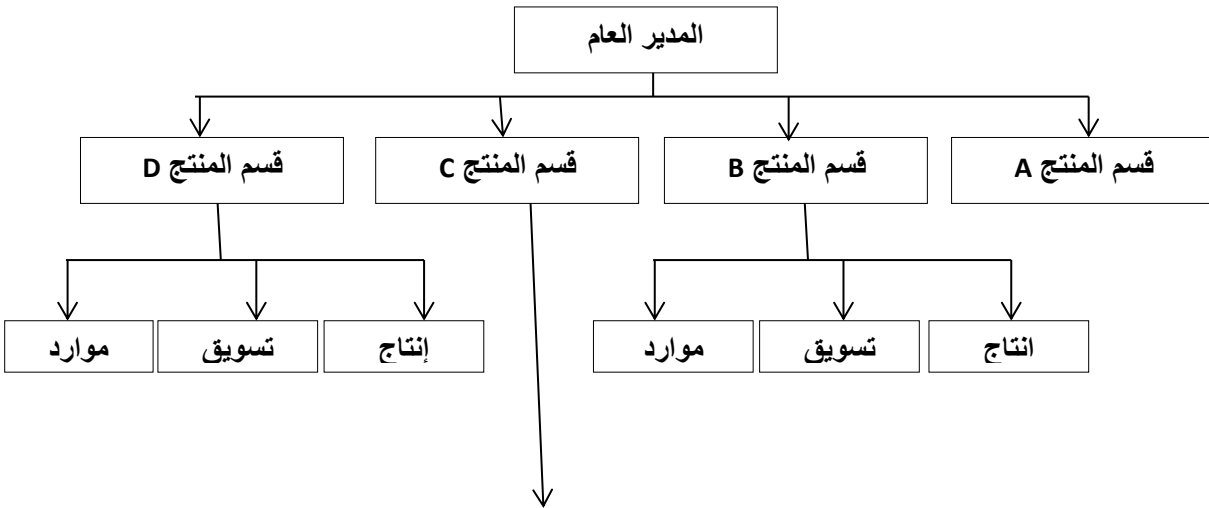 المدير العام
قسم المنتج A
قسم المنتج B
قسم المنتج C
قسم المنتج D
انتاج
تسويق
موارد
إنتاج
تسويق
موارد